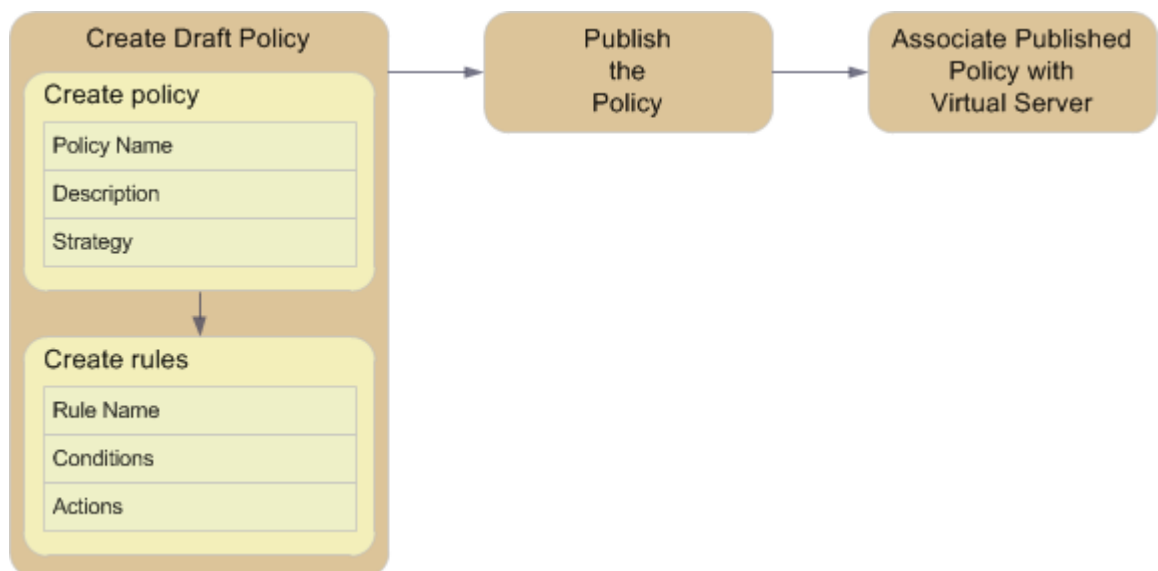 Create Draft Policy
Create policy
Policy Name
Description
Strategy
Create rules
Rule Name
Conditions
Actions
Publish
the
Policy
Associate Published
Policy with
Virtual Server